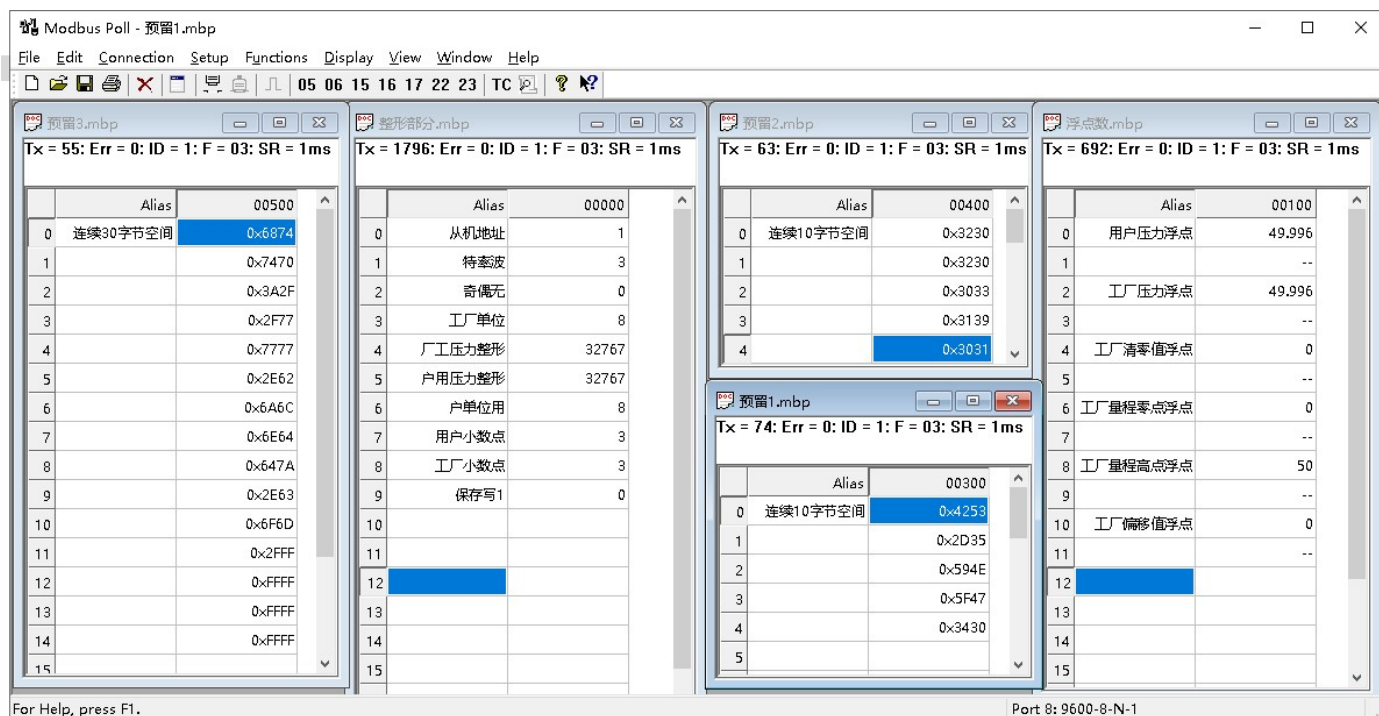 Modbus Poll - 预留1.mbp
File Edit Connection Setup Functions Display View Window Help
05 06 15 16 17 22 23 TC
预留3.mbp
Tx = 55: Err = 0: ID = 1: F = 03: SR = 1ms
Alias 00500
0 连续30字节空间 0x6874
1 0x7470
2 0x3A2F
3 0x2F77
4 0x7777
5 0x2E62
6 0x6A6C
7 0x6E64
8 0x647A
9 0x2E63
10 0x6F6D
11 0x2FFF
12 0xFFFF
13 0xFFFF
14 0xFFFF
15
整形部分.mbp
Tx = 1796: Err = 0: ID = 1: F = 03: SR = 1ms
Alias 00000
0 从机地址 1
1 特率波 3
2 奇偶无 0
3 工厂单位 8
4 厂工压力整形 32767
5 户用压力整形 32767
6 户单位用 8
7 用户小数点 3
8 工厂小数点 3
9 保存写1 0
10
11
12
13
14
15
预留2.mbp
Tx = 63: Err = 0: ID = 1: F = 03: SR = 1ms
Alias 00400
0 连续10字节空间 0x3230
1 0x3230
2 0x3033
3 0x3139
4 0x3031
预留1.mbp
Tx = 74: Err = 0: ID = 1: F = 03: SR = 1ms
Alias 00300
0 连续10字节空间 0x4253
1 0x2D35
2 0x594E
3 0x5F47
4 0x3430
5
浮点数.mbp
Tx = 692: Err = 0: ID = 1: F = 03: SR = 1ms
Alias 00100
0 用户压力浮点 49.996
1 --
2 工厂压力浮点 49.996
3 --
4 工厂清零值浮点 0
5 --
6 工厂量程零点浮点 0
7 --
8 工厂量程高点浮点 50
9 --
10 工厂偏移值浮点 0
11 --
12
13
14
15
For Help, press F1.
Port 8: 9600-8-N-1